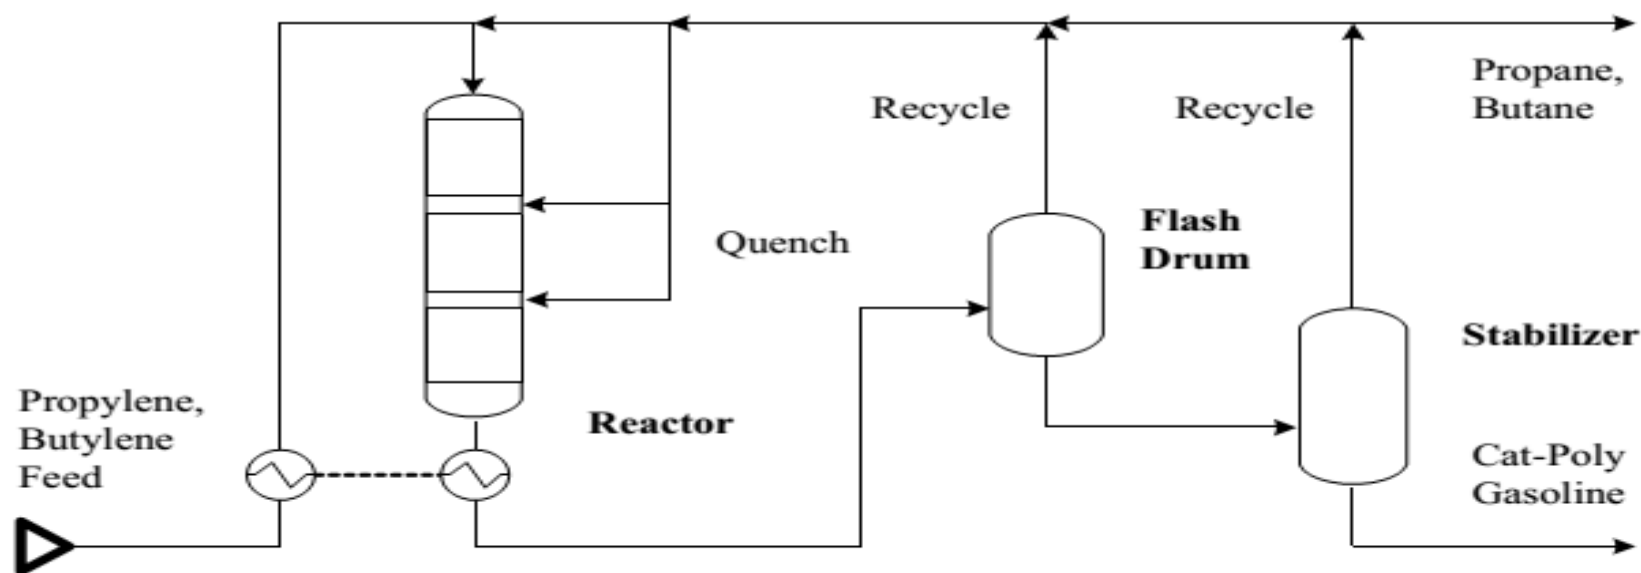 Propane,
Butane
Recycle
Recycle
Flash
Drum
Quench
Stabilizer
Propylene,
Butylene
Feed
Reactor
Cat-Poly
Gasoline